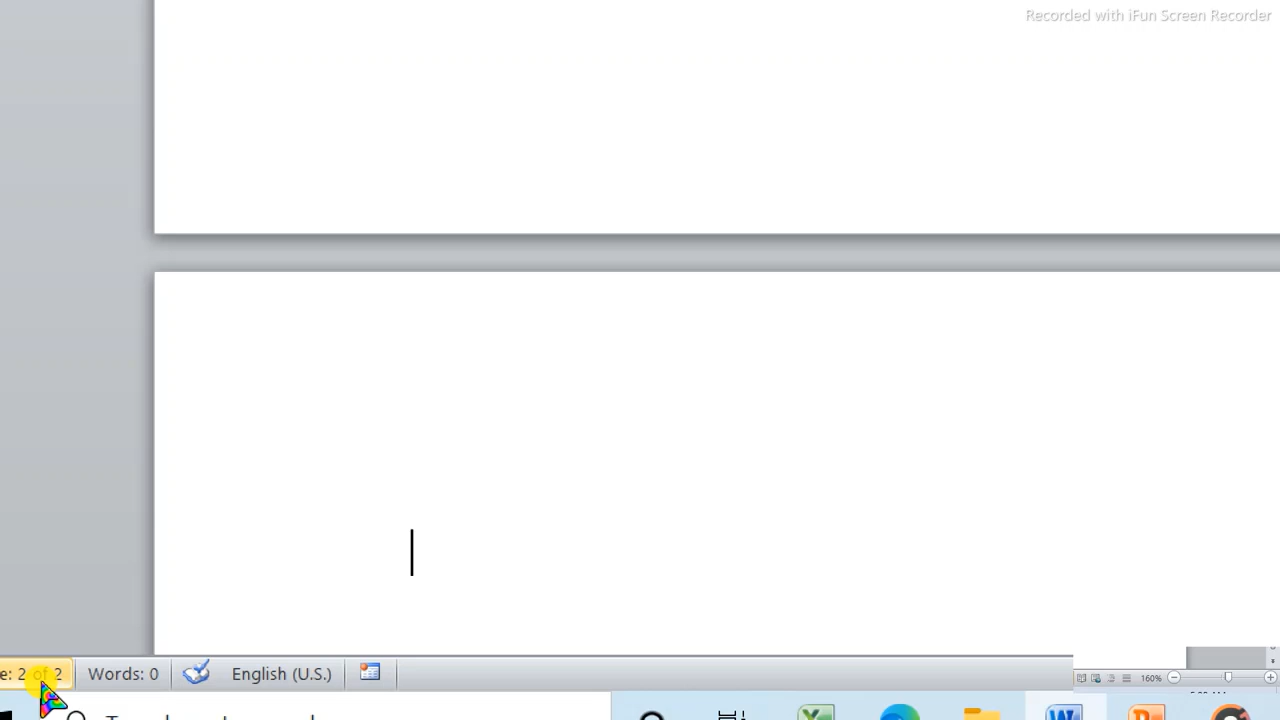 Recorded with iFun Screen Recorder
e: 2 of 2 Words: 0 English (U.S.) 160%